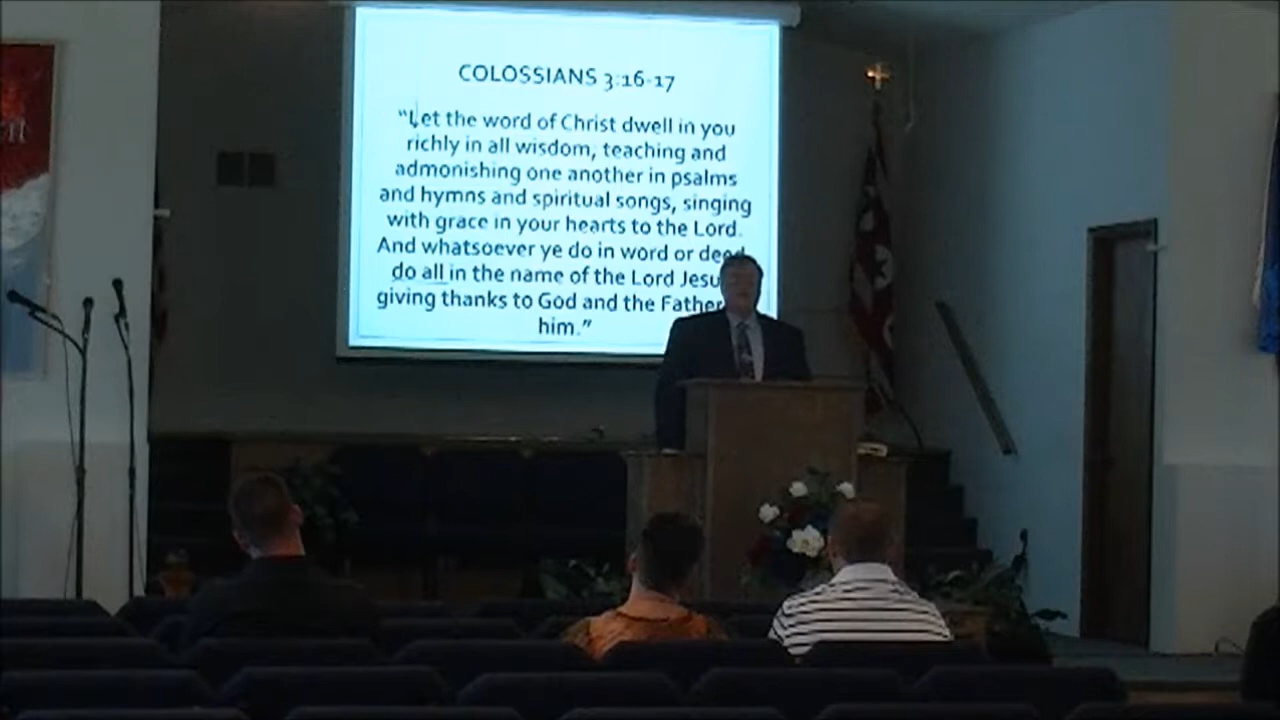 COLOSSIANS 3:16-17
“Let the word of Christ dwell in you
richly in all wisdom, teaching and
admonishing one another in psalms
and hymns and spiritual songs, singing
with grace in your hearts to the Lord.
And whatsoever ye do in word or deed
do all in the name of the Lord Jesu
giving thanks to God and the Father
him.”